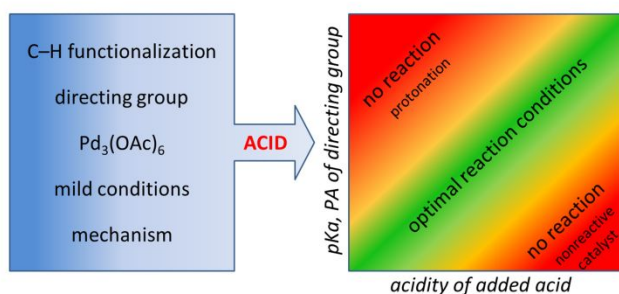 C–H functionalization
directing group
Pd3(OAc)6
mild conditions
mechanism
ACID
pKa, PA of directing group
no reaction
protonation
optimal reaction conditions
no reaction
nonreactive
catalyst
acidity of added acid